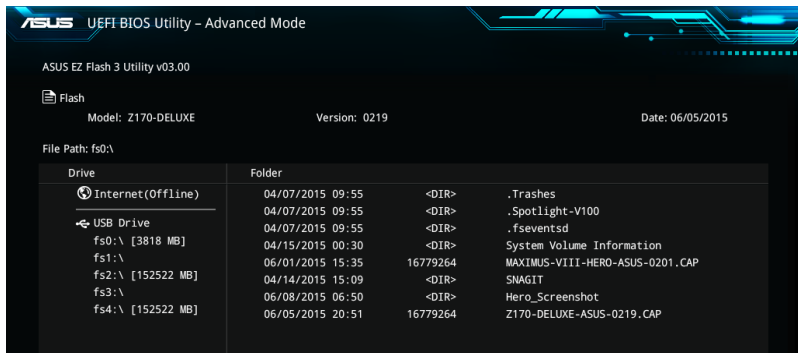 ASUS UEFI BIOS Utility – Advanced Mode
ASUS EZ Flash 3 Utility v03.00
Flash
Model: Z170-DELUXE Version: 0219 Date: 06/05/2015
File Path: fs0:\
Drive Folder
Internet(Offline) 04/07/2015 09:55 <DIR> .Trashes
04/07/2015 09:55 <DIR> .Spotlight-V100
USB Drive 04/07/2015 09:55 <DIR> .fseventsd
fs0:\ [3818 MB] 04/15/2015 00:30 <DIR> System Volume Information
fs1:\ 06/01/2015 15:35 16779264 MAXIMUS-VIII-HERO-ASUS-0201.CAP
fs2:\ [152522 MB] 04/14/2015 15:09 <DIR> SNAGIT
fs3:\ 06/08/2015 06:50 <DIR> Hero_Screenshot
fs4:\ [152522 MB] 06/05/2015 20:51 16779264 Z170-DELUXE-ASUS-0219.CAP